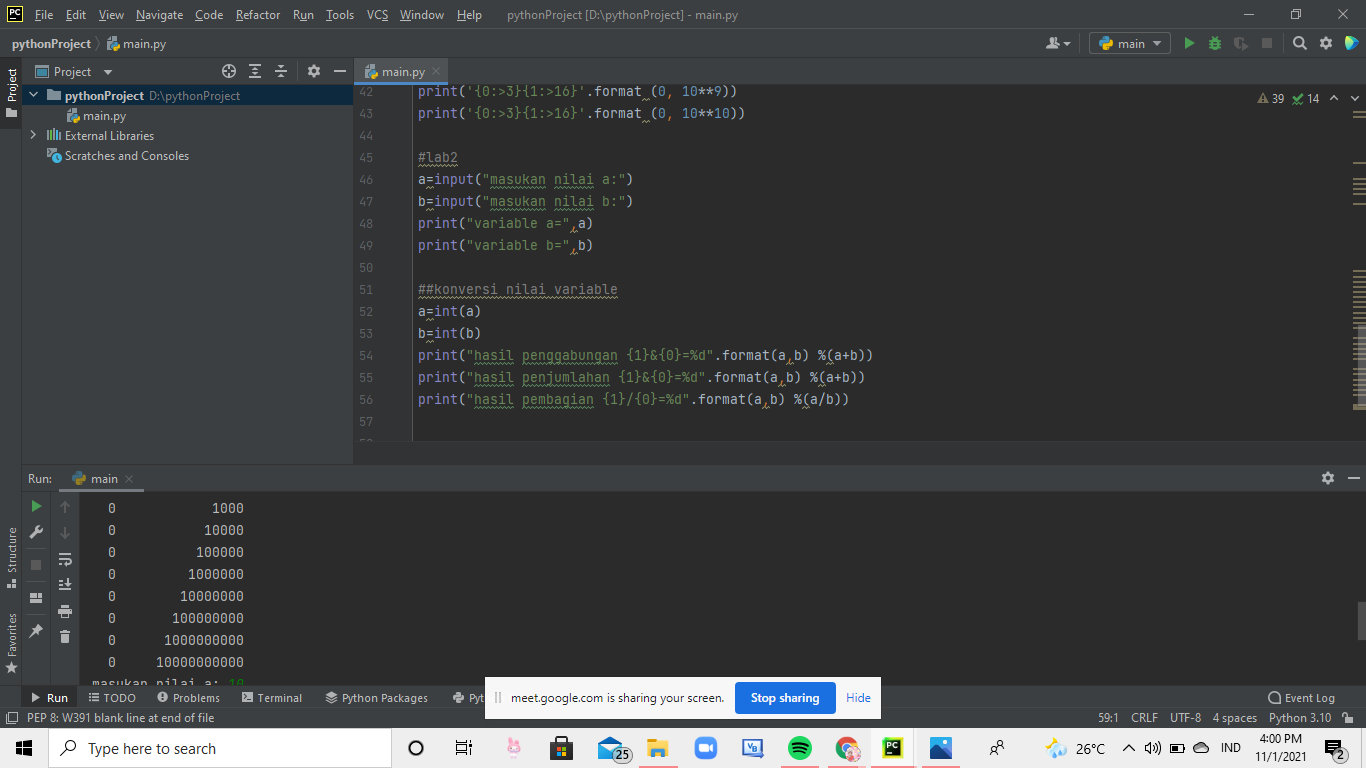 PC File Edit View Navigate Code Refactor Run Tools VCS Window Help pythonProject [D:\pythonProject] - main.py
pythonProject main.py main
Project Project main.py
pythonProject D:\pythonProject
main.py
External Libraries
Scratches and Consoles
39 14
42 print('{0:>3}{1:>16}'.format (0, 10**9))
43 print('{0:>3}{1:>16}'.format (0, 10**10))
44
45 #lab2
46 a=input("masukan nilai a:")
47 b=input("masukan nilai b:")
48 print("variable a=",a)
49 print("variable b=",b)
50
51 ##konversi nilai variable
52 a=int(a)
53 b=int(b)
54 print("hasil penggabungan {1}&{0}=%d".format(a,b) %(a+b))
55 print("hasil penjumlahan {1}&{0}=%d".format(a,b) %(a+b))
56 print("hasil pembagian {1}/{0}=%d".format(a,b) %(a/b))
57
Run: main
0 1000
0 10000
0 100000
0 1000000
0 10000000
0 100000000
0 1000000000
0 10000000000
masukan nilai a: 10
Structure
Favorites
Run TODO Problems Terminal Python Packages Event Log
meet.google.com is sharing your screen. Stop sharing Hide
PEP 8: W391 blank line at end of file 59:1 CRLF UTF-8 4 spaces Python 3.10
Type here to search 25 VB PC 26°C IND 4:00 PM
11/1/2021 2